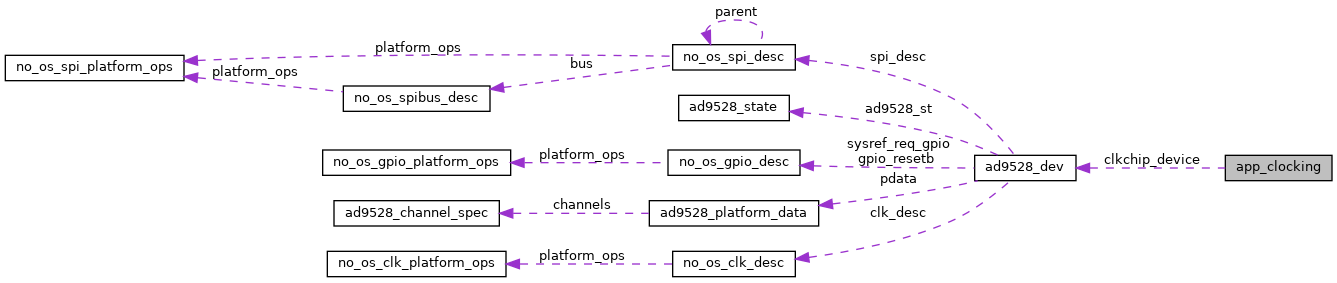 parent
platform_ops
no_os_spi_platform_ops
platform_ops
bus
no_os_spi_desc
spi_desc
no_os_spibus_desc
ad9528_state
ad9528_st
no_os_gpio_platform_ops
platform_ops
no_os_gpio_desc
sysref_req_gpio
gpio_resetb
ad9528_dev
clkchip_device
app_clocking
pdata
ad9528_channel_spec
channels
ad9528_platform_data
clk_desc
no_os_clk_platform_ops
platform_ops
no_os_clk_desc